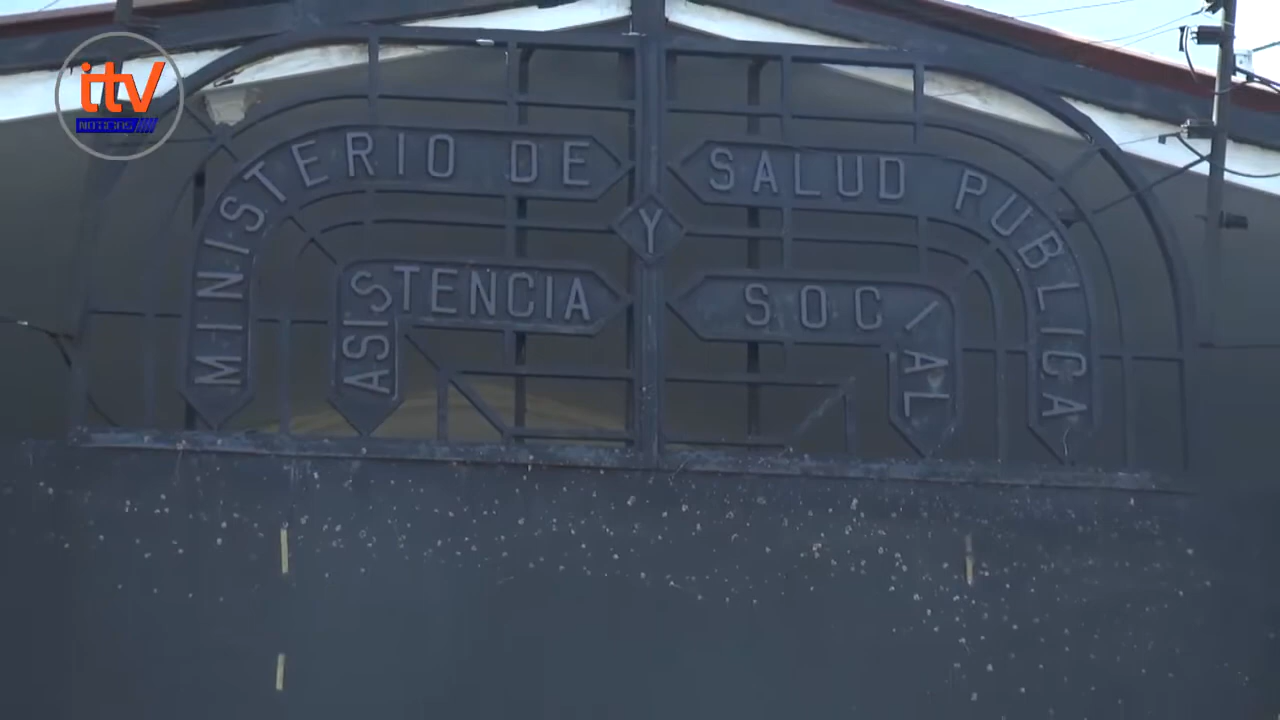 itv
NOTICIAS
MINISTERIO DE SALUD PUBLICA
Y
ASISTENCIA SOCIAL